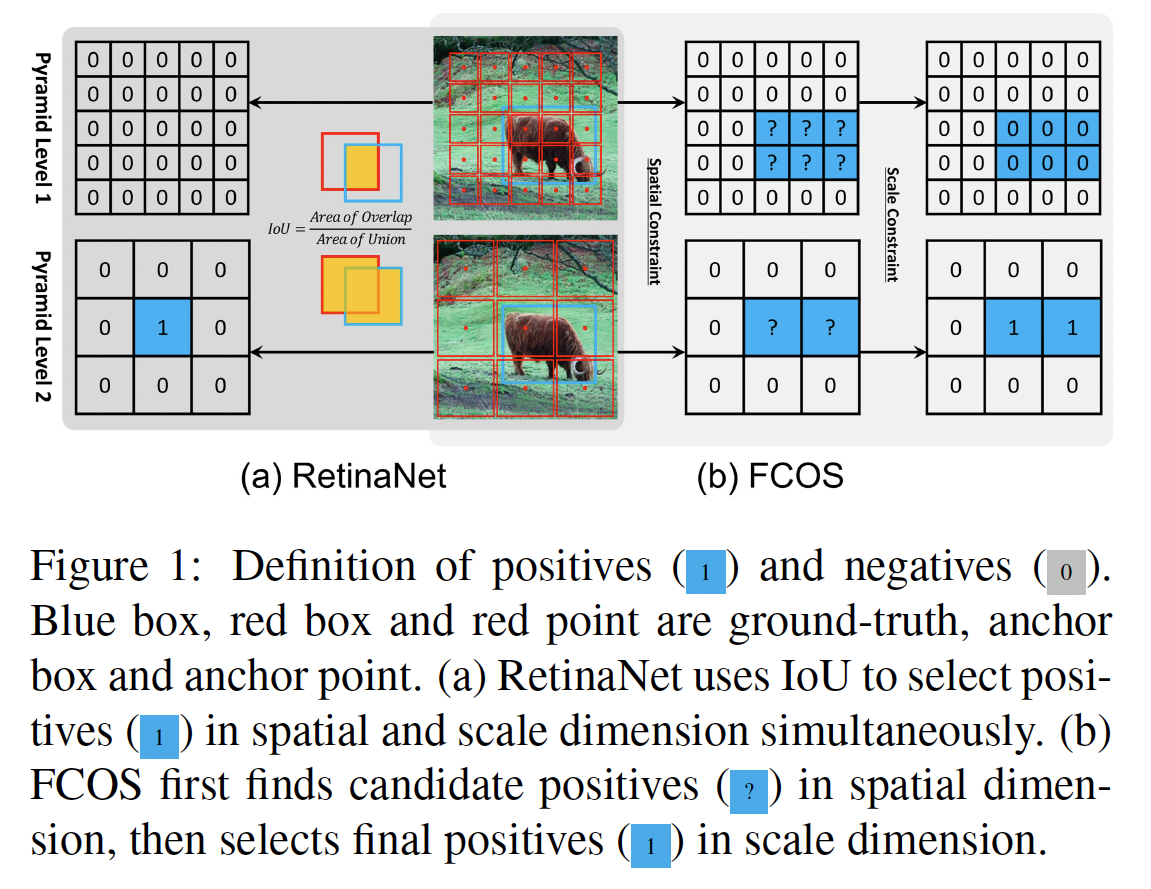 Pyramid Level 1
0 0 0 0 0
0 0 0 0 0
0 0 0 0 0
0 0 0 0 0
0 0 0 0 0
IoU = Area of Overlap / Area of Union
Spatial Constraint
0 0 0 0 0
0 0 0 0 0
0 0 ? ? ?
0 0 ? ? ?
0 0 0 0 0
Scale Constraint
0 0 0 0 0
0 0 0 0 0
0 0 0 0 0
0 0 0 0 0
0 0 0 0 0
Pyramid Level 2
0 0 0
0 1 0
0 0 0
0 0 0
0 ? ?
0 0 0
0 0 0
0 1 1
0 0 0
(a) RetinaNet
(b) FCOS
Figure 1: Definition of positives ( 1 ) and negatives ( 0 ).
Blue box, red box and red point are ground-truth, anchor
box and anchor point. (a) RetinaNet uses IoU to select posi-
tives ( 1 ) in spatial and scale dimension simultaneously. (b)
FCOS first finds candidate positives ( ? ) in spatial dimen-
sion, then selects final positives ( 1 ) in scale dimension.